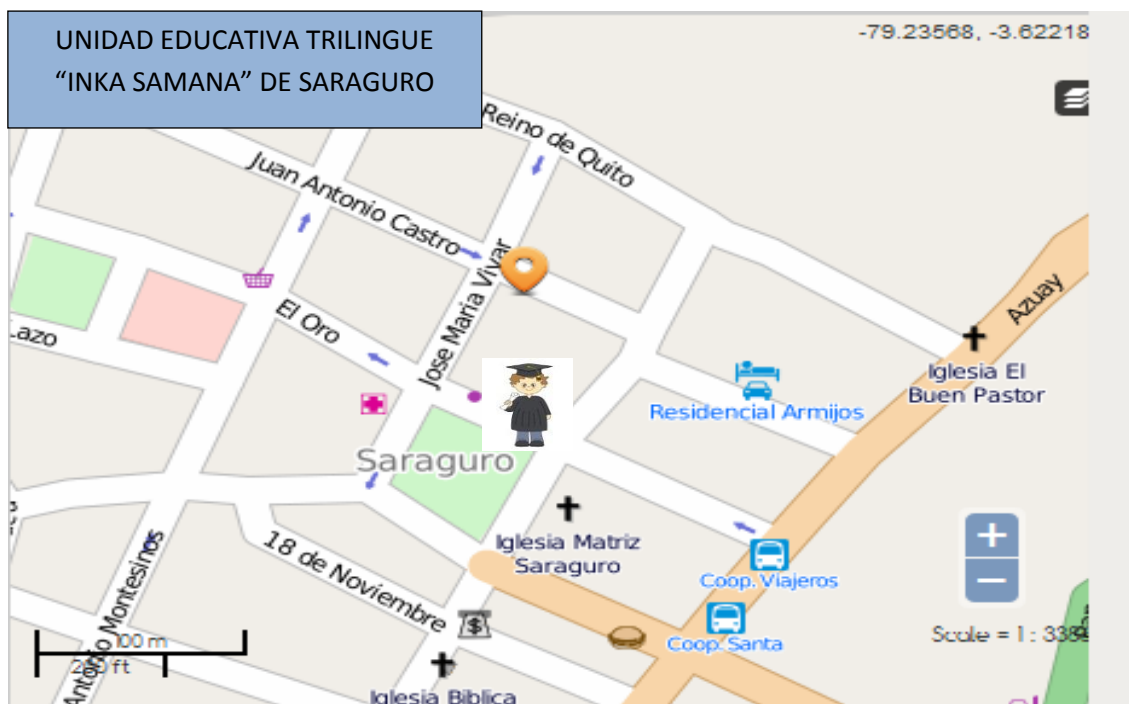 UNIDAD EDUCATIVA TRILINGUE
“INKA SAMANA” DE SARAGURO
-79.23568, -3.62218
Reino de Quito
Juan Antonio Castro
Jose Maria Vivar
Azuay
El Oro
Iglesia El
Buen Pastor
Residencial Armijos
Saraguro
Iglesia Matriz
Saraguro
+
18 de Noviembre
Antonio Montesinos
Coop. Viajeros
−
$
Coop. Santa
Scale = 1 :
100 m
ft
Iglesia Biblica